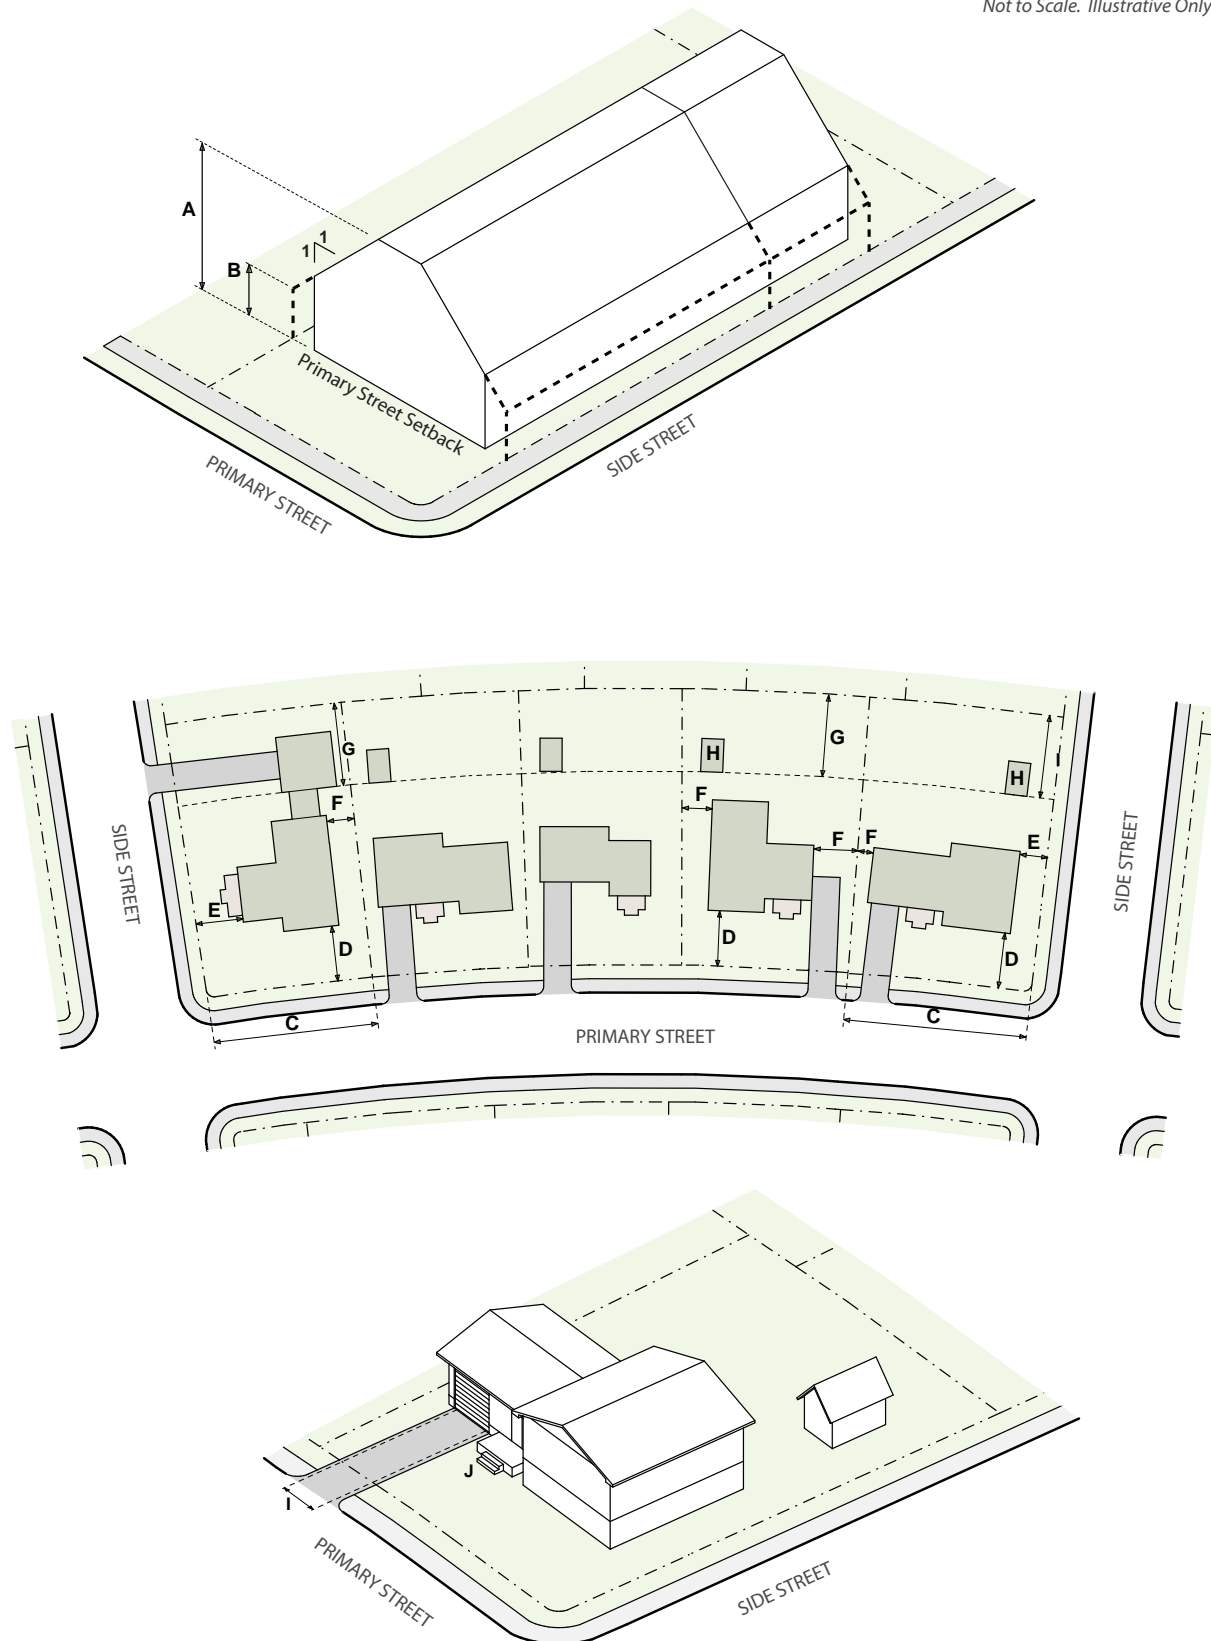 Not to Scale. Illustrative Only
A
1
1
B
Primary Street Setback
PRIMARY STREET
SIDE STREET
G
G
I
H
H
F
F
F
F
E
E
SIDE STREET
SIDE STREET
D
D
D
C
C
PRIMARY STREET
J
I
PRIMARY STREET
SIDE STREET